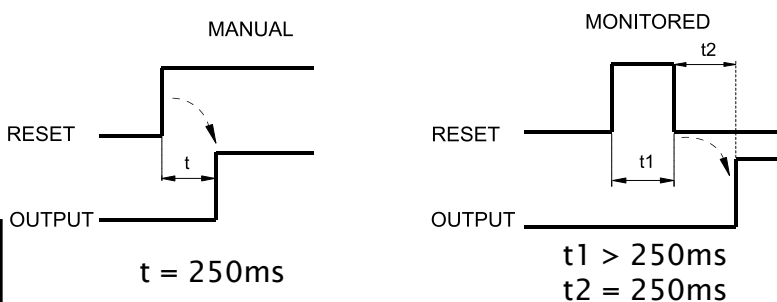 MANUAL
RESET
t
OUTPUT
t = 250ms
MONITORED
t2
RESET
t1
OUTPUT
t1 > 250ms
t2 = 250ms